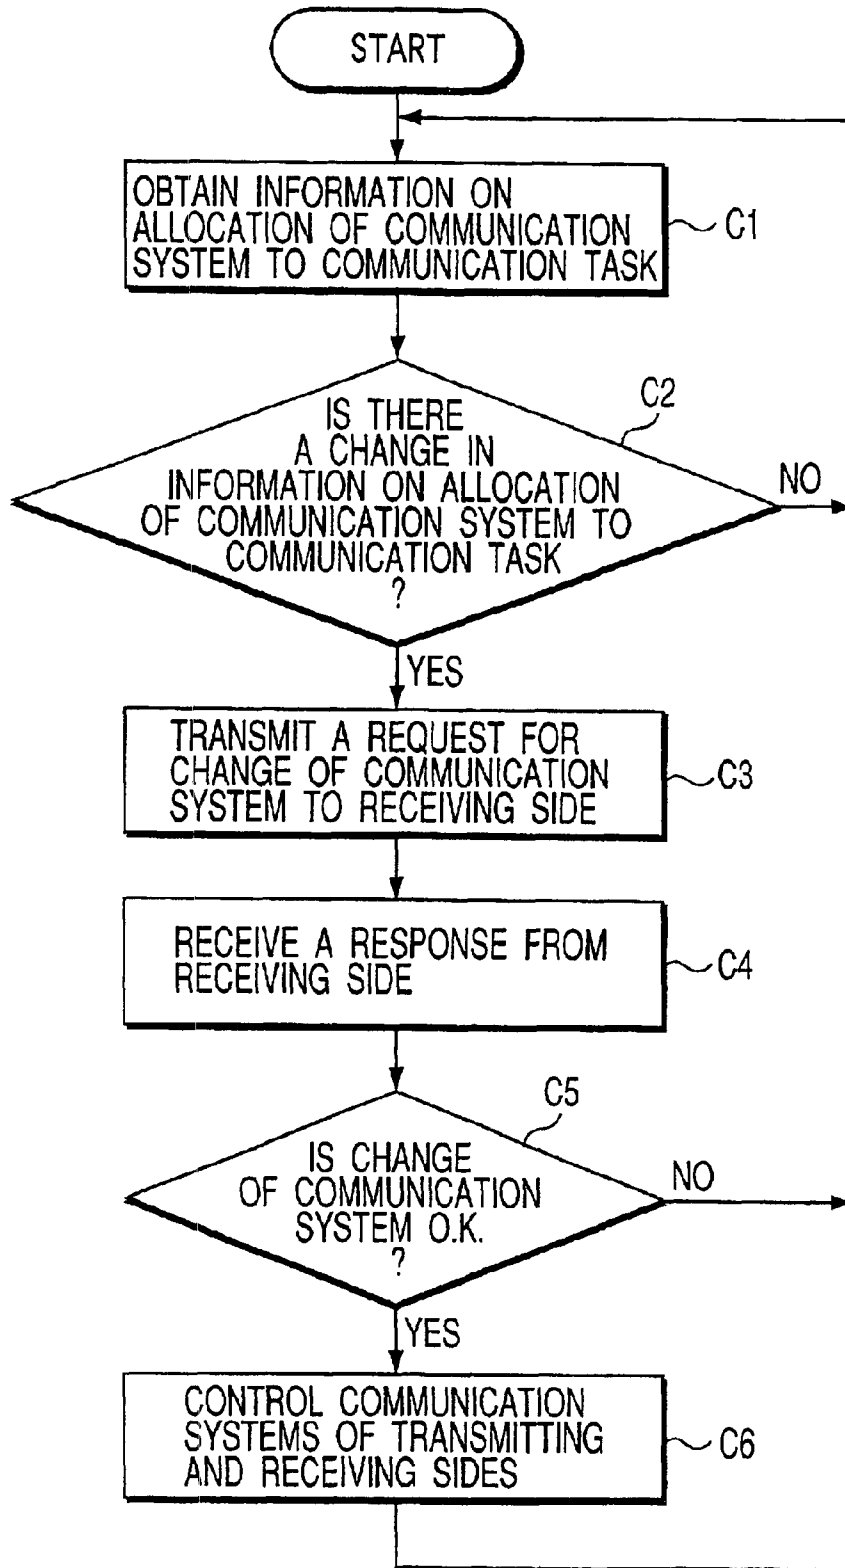 START
OBTAIN INFORMATION ON
ALLOCATION OF COMMUNICATION
SYSTEM TO COMMUNICATION TASK
C1
C2
IS THERE
A CHANGE IN
INFORMATION ON ALLOCATION
OF COMMUNICATION SYSTEM TO
COMMUNICATION TASK
?
NO
YES
TRANSMIT A REQUEST FOR
CHANGE OF COMMUNICATION
SYSTEM TO RECEIVING SIDE
C3
RECEIVE A RESPONSE FROM
RECEIVING SIDE
C4
C5
IS CHANGE
OF COMMUNICATION
SYSTEM O.K.
?
NO
YES
CONTROL COMMUNICATION
SYSTEMS OF TRANSMITTING
AND RECEIVING SIDES
C6